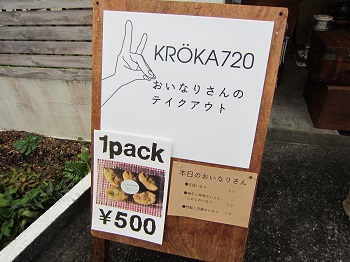 KRÖKA720
おいなりさんの
テイクアウト
1pack
¥500
本日のおいなりさん